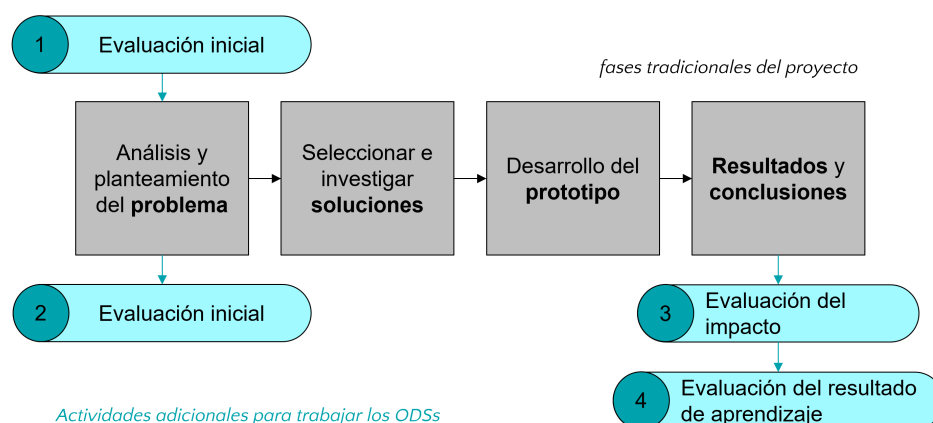 1
Evaluación inicial
fases tradicionales del proyecto
Análisis y
planteamiento
del problema
Seleccionar e
investigar
soluciones
Desarrollo del
prototipo
Resultados y
conclusiones
2
Evaluación inicial
3
Evaluación del
impacto
4
Evaluación del resultado
de aprendizaje
Actividades adicionales para trabajar los ODSs